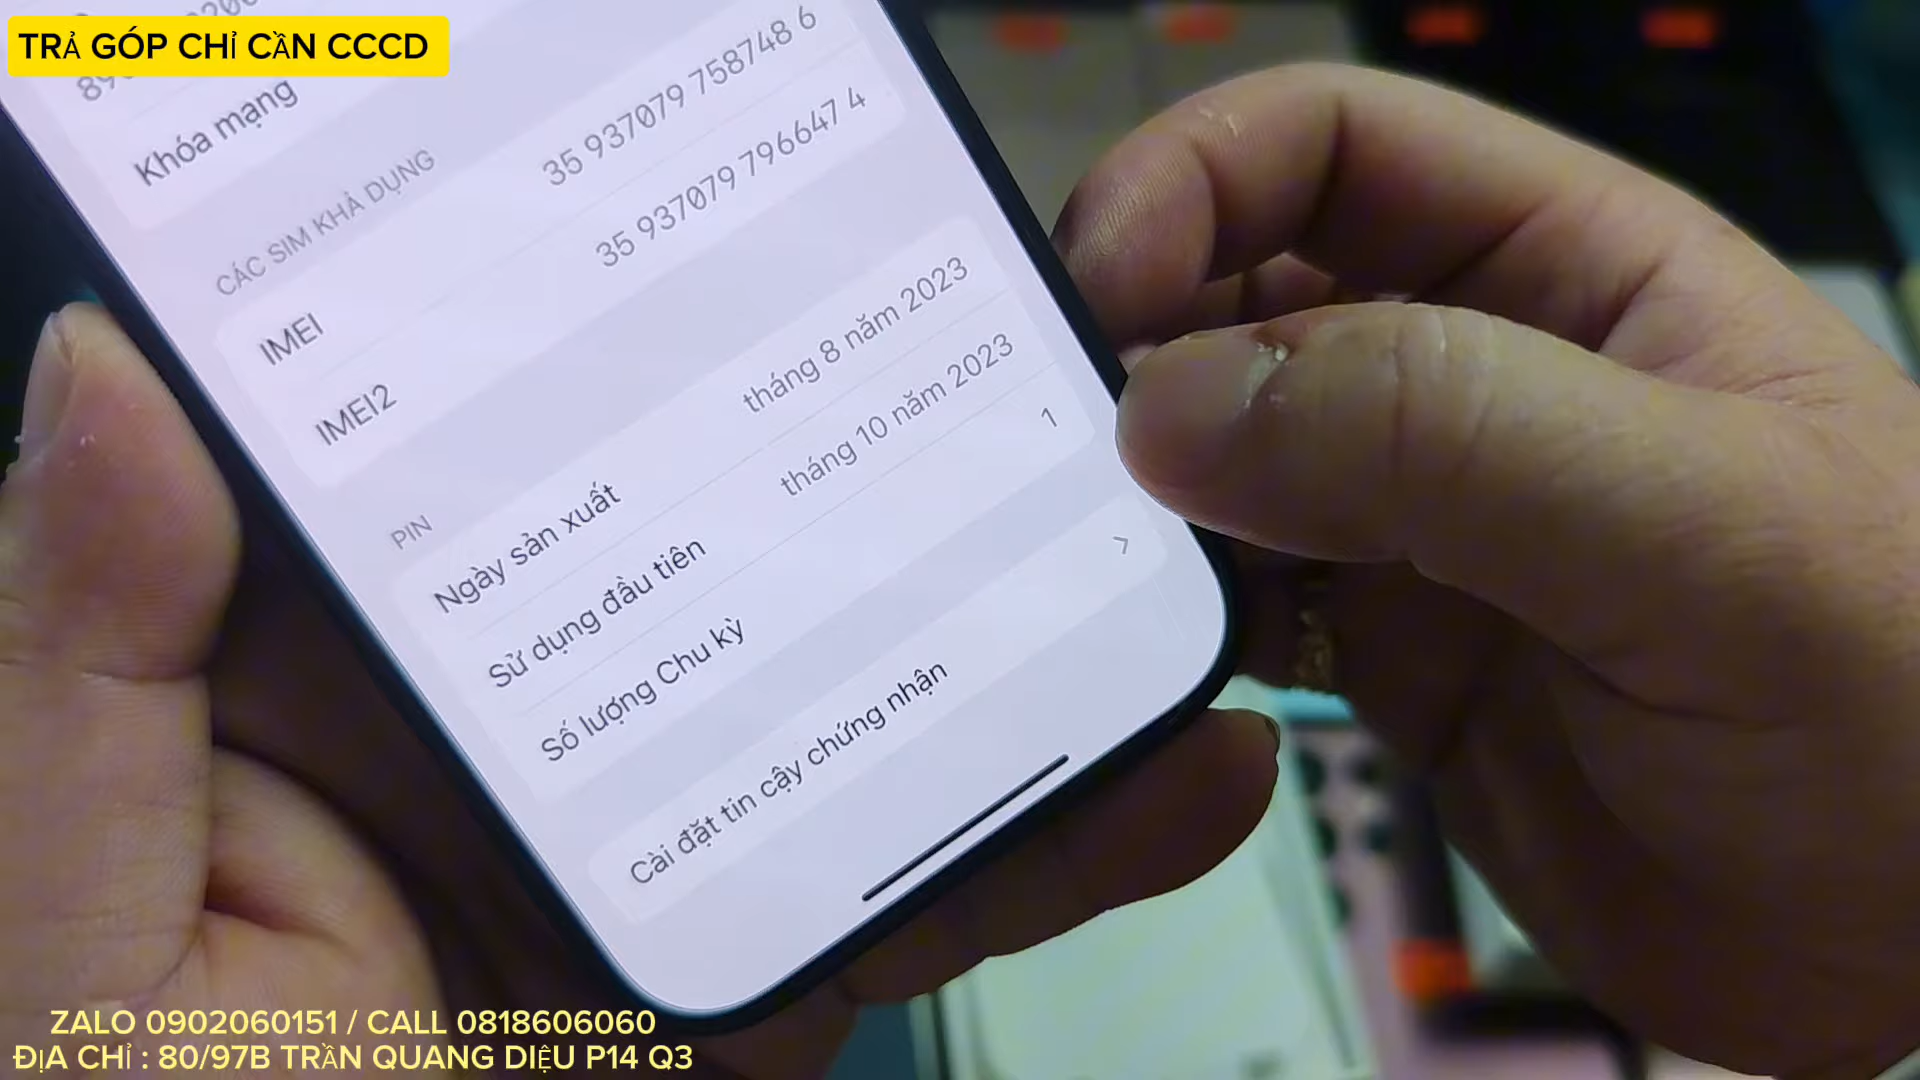 TRẢ GÓP CHỈ CẦN CCCD
Khóa mạng
CÁC SIM KHẢ DỤNG
IMEI 35 937079 758748 6
IMEI2 35 937079 796647 4
PIN
Ngày sản xuất tháng 8 năm 2023
Sử dụng đầu tiên tháng 10 năm 2023
Số lượng Chu kỳ 1
Cài đặt tin cậy chứng nhận
ZALO 0902060151 / CALL 0818606060
ĐỊA CHỈ : 80/97B TRẦN QUANG DIỆU P14 Q3